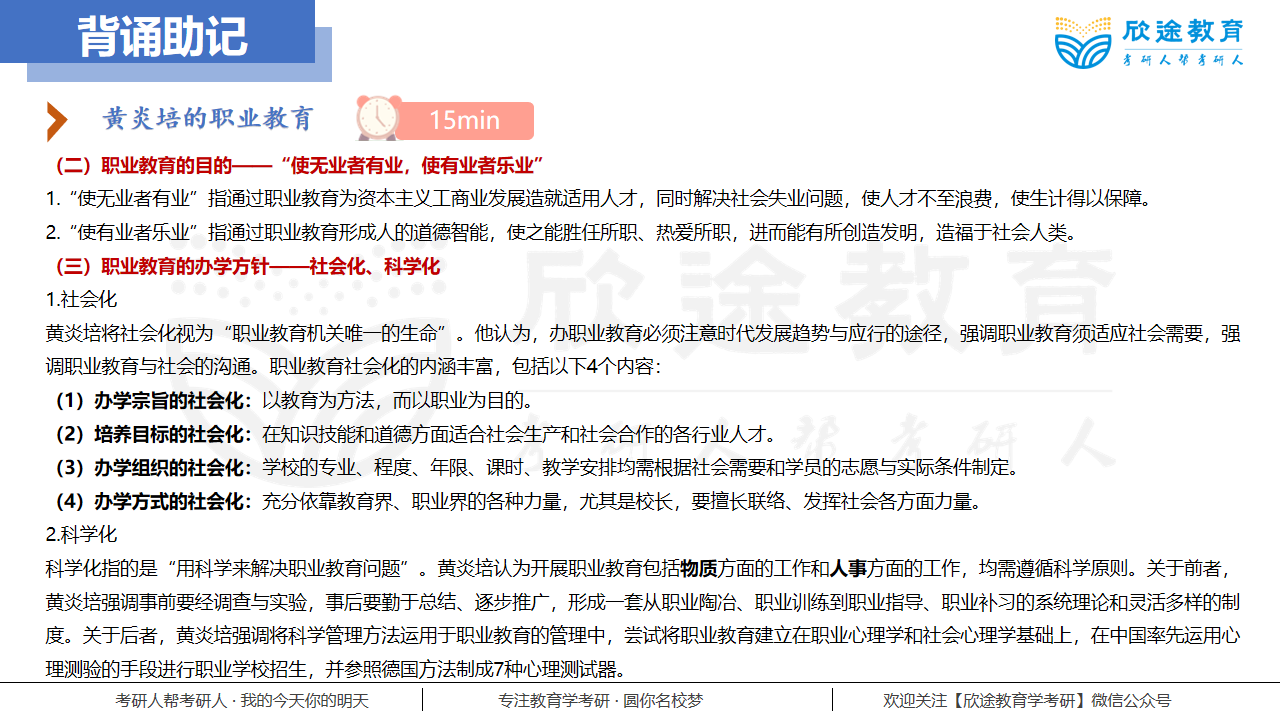 背诵助记
欣途教育
考研人帮考研人
黄炎培的职业教育
15min
（二）职业教育的目的——“使无业者有业，使有业者乐业”
1.“使无业者有业”指通过职业教育为资本主义工商业发展造就适用人才，同时解决社会失业问题，使人才不至浪费，使生计得以保障。
2.“使有业者乐业”指通过职业教育形成人的道德智能，使之能胜任所职、热爱所职，进而能有所创造发明，造福于社会人类。
（三）职业教育的办学方针——社会化、科学化
1.社会化
黄炎培将社会化视为“职业教育机关唯一的生命”。他认为，办职业教育必须注意时代发展趋势与应行的途径，强调职业教育须适应社会需要，强
调职业教育与社会的沟通。职业教育社会化的内涵丰富，包括以下4个内容：
（1）办学宗旨的社会化：以教育为方法，而以职业为目的。
（2）培养目标的社会化：在知识技能和道德方面适合社会生产和社会合作的各行业人才。
（3）办学组织的社会化：学校的专业、程度、年限、课时、教学安排均需根据社会需要和学员的志愿与实际条件制定。
（4）办学方式的社会化：充分依靠教育界、职业界的各种力量，尤其是校长，要擅长联络、发挥社会各方面力量。
2.科学化
科学化指的是“用科学来解决职业教育问题”。黄炎培认为开展职业教育包括物质方面的工作和人事方面的工作，均需遵循科学原则。关于前者，
黄炎培强调事前要经调查与实验，事后要勤于总结、逐步推广，形成一套从职业陶冶、职业训练到职业指导、职业补习的系统理论和灵活多样的制
度。关于后者，黄炎培强调将科学管理方法运用于职业教育的管理中，尝试将职业教育建立在职业心理学和社会心理学基础上，在中国率先运用心
理测验的手段进行职业学校招生，并参照德国方法制成7种心理测试器。
欣途教育
考研人帮考研人
考研人帮考研人 · 我的今天你的明天
专注教育学考研 · 圆你名校梦
欢迎关注【欣途教育学考研】微信公众号